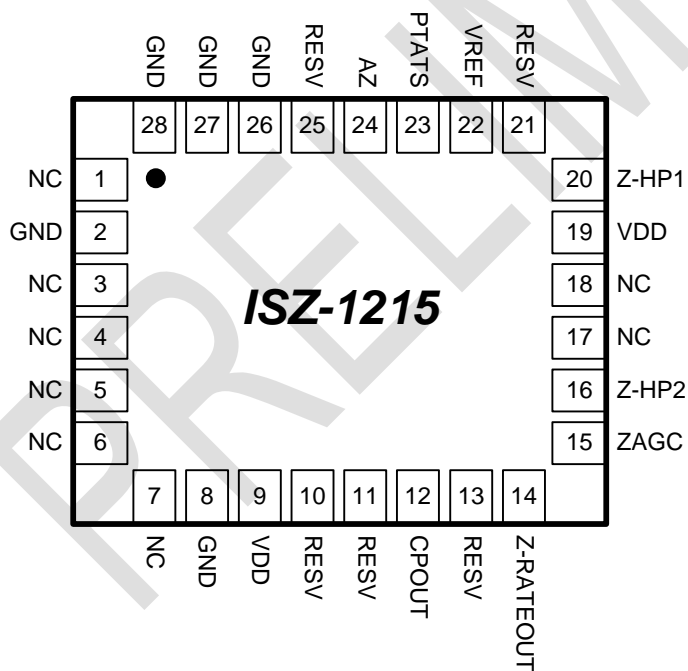 GND GND GND RESV AZ PTATS VREF RESV
28 27 26 25 24 23 22 21
NC 1 20 Z-HP1
GND 2 19 VDD
NC 3 18 NC
ISZ-1215
NC 4 17 NC
NC 5 16 Z-HP2
NC 6 15 ZAGC
7 8 9 10 11 12 13 14
NC GND VDD RESV RESV CPOUT RESV Z-RATEOUT
PRELIM